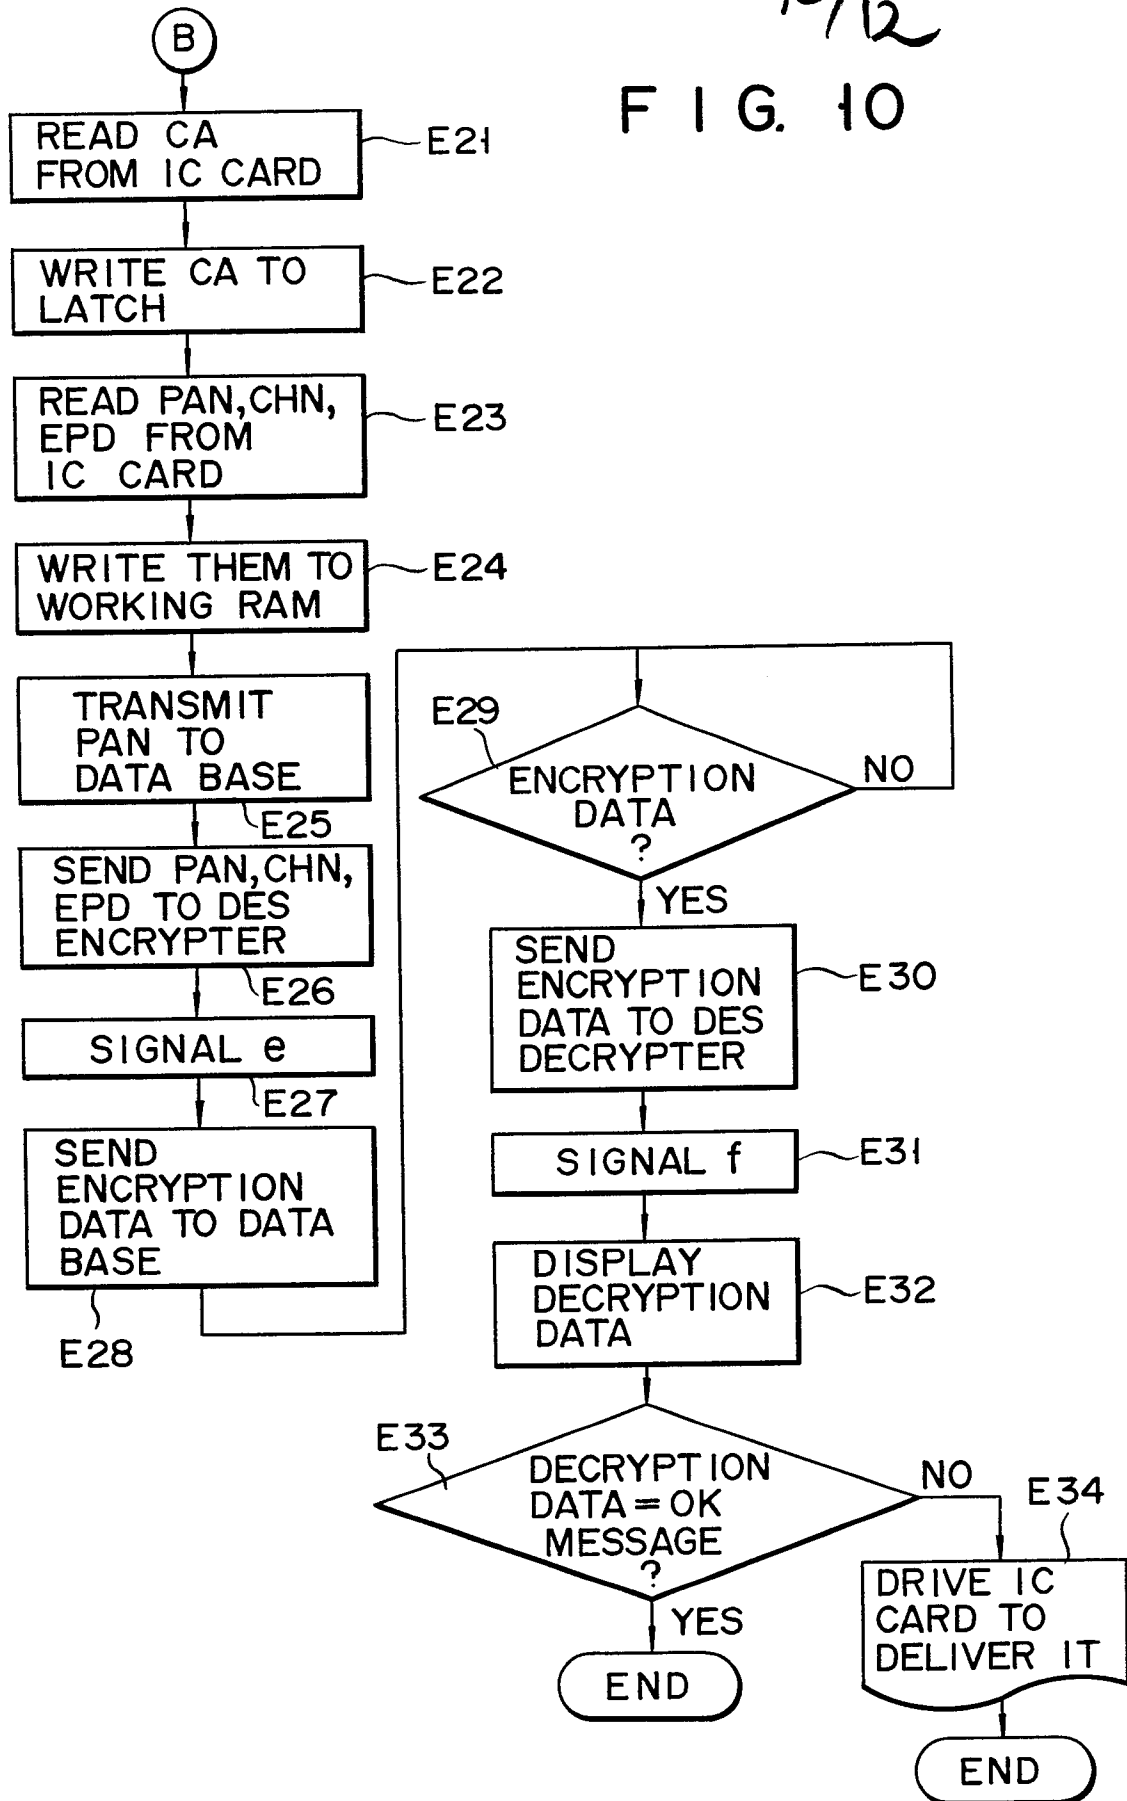 B
10/12
FIG. 10
READ CA
FROM IC CARD
E21
WRITE CA TO
LATCH
E22
READ PAN,CHN,
EPD FROM
IC CARD
E23
WRITE THEM TO
WORKING RAM
E24
TRANSMIT
PAN TO
DATA BASE
E25
SEND PAN,CHN,
EPD TO DES
ENCRYPTER
E26
SIGNAL e
E27
SEND
ENCRYPTION
DATA TO DATA
BASE
E28
E29
ENCRYPTION
DATA
?
NO
YES
SEND
ENCRYPTION
DATA TO DES
DECRYPTER
E30
SIGNAL f
E31
DISPLAY
DECRYPTION
DATA
E32
E33
DECRYPTION
DATA=OK
MESSAGE
?
NO
YES
END
E34
DRIVE IC
CARD TO
DELIVER IT
END